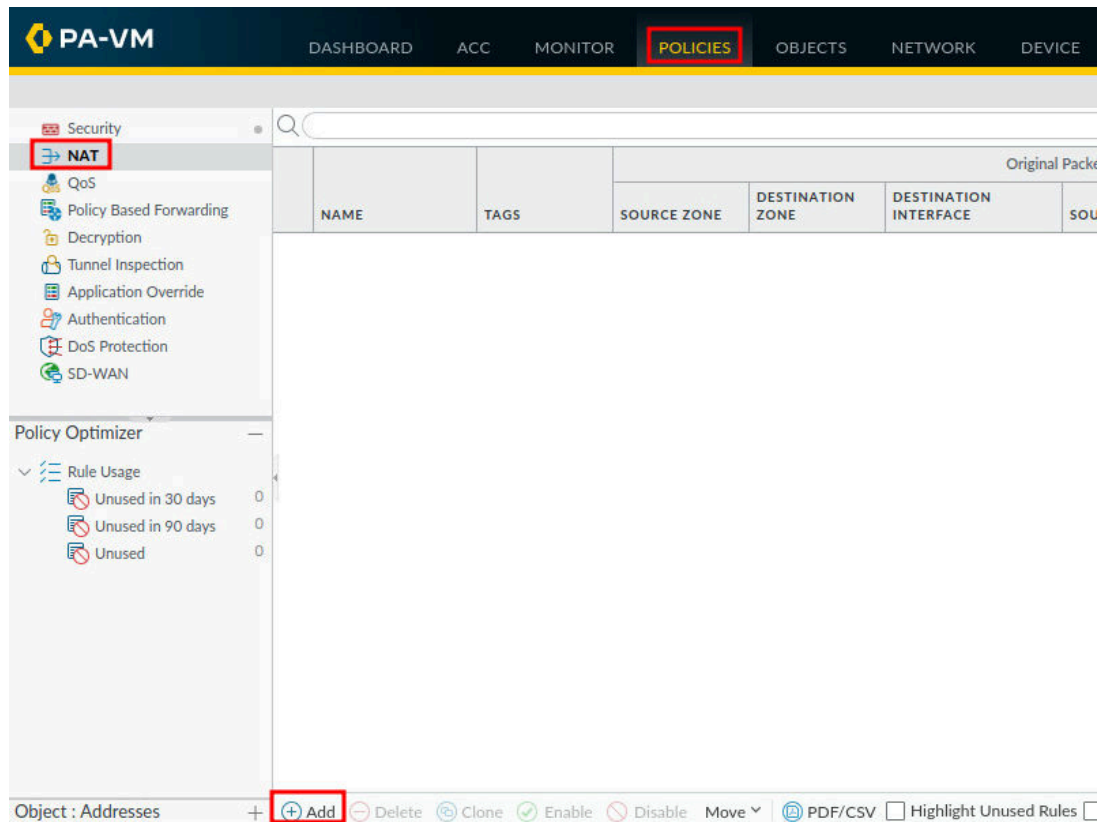 PA-VM
DASHBOARD ACC MONITOR POLICIES OBJECTS NETWORK DEVICE
Security
NAT
QoS
Policy Based Forwarding
Decryption
Tunnel Inspection
Application Override
Authentication
DoS Protection
SD-WAN
Original Packe
NAME TAGS SOURCE ZONE DESTINATION ZONE DESTINATION INTERFACE SOU
Policy Optimizer
Rule Usage
Unused in 30 days 0
Unused in 90 days 0
Unused 0
Object : Addresses
Add Delete Clone Enable Disable Move PDF/CSV Highlight Unused Rules